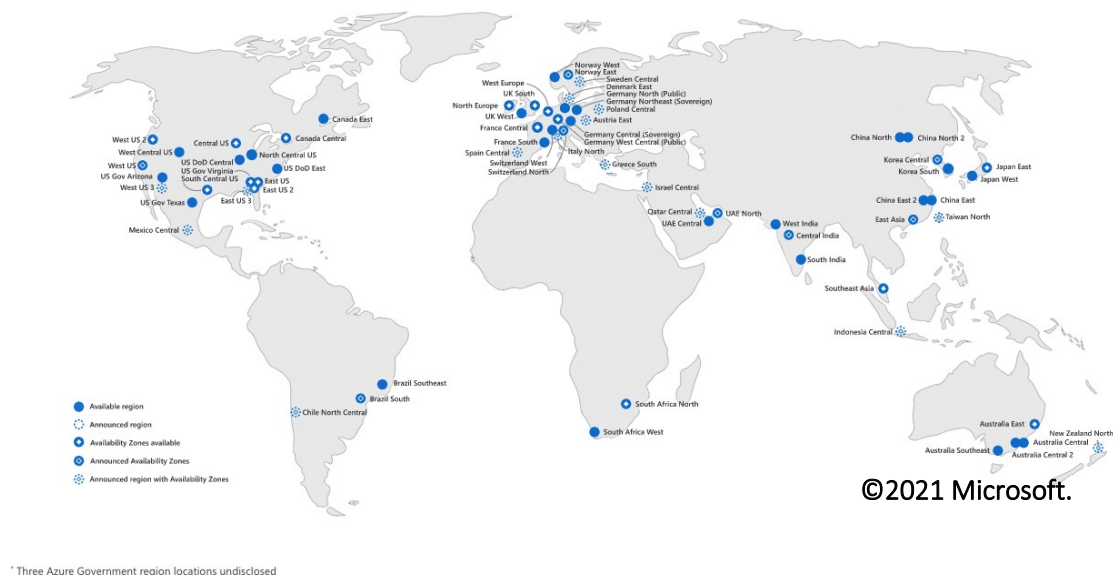 Norway West
Norway East
Sweden Central
Denmark East
Germany North (Public)
Germany Northeast (Sovereign)
Poland Central
Austria East
West Europe
UK South
North Europe
UK West
France Central
France South
Spain Central
Germany Central (Sovereign)
Germany West Central (Public)
Italy North
Switzerland West
Switzerland North
Greece South
Israel Central
Qatar Central
UAE North
UAE Central
Canada East
Canada Central
West US 2
Central US
West Central US
North Central US
US DoD Central
West US
US Gov Virginia
US DoD East
US Gov Arizona
South Central US
East US
West US 3
East US 2
East US 3
US Gov Texas
Mexico Central
China North
China North 2
Korea Central
Japan East
Korea South
Japan West
China East 2
China East
East Asia
Taiwan North
West India
Central India
South India
Southeast Asia
Indonesia Central
Brazil Southeast
Brazil South
Chile North Central
South Africa North
South Africa West
Australia East
New Zealand North
Australia Central
Australia Southeast
Australia Central 2
Available region
Announced region
Availability Zones available
Announced Availability Zones
Announced region with Availability Zones
©2021 Microsoft.
* Three Azure Government region locations undisclosed